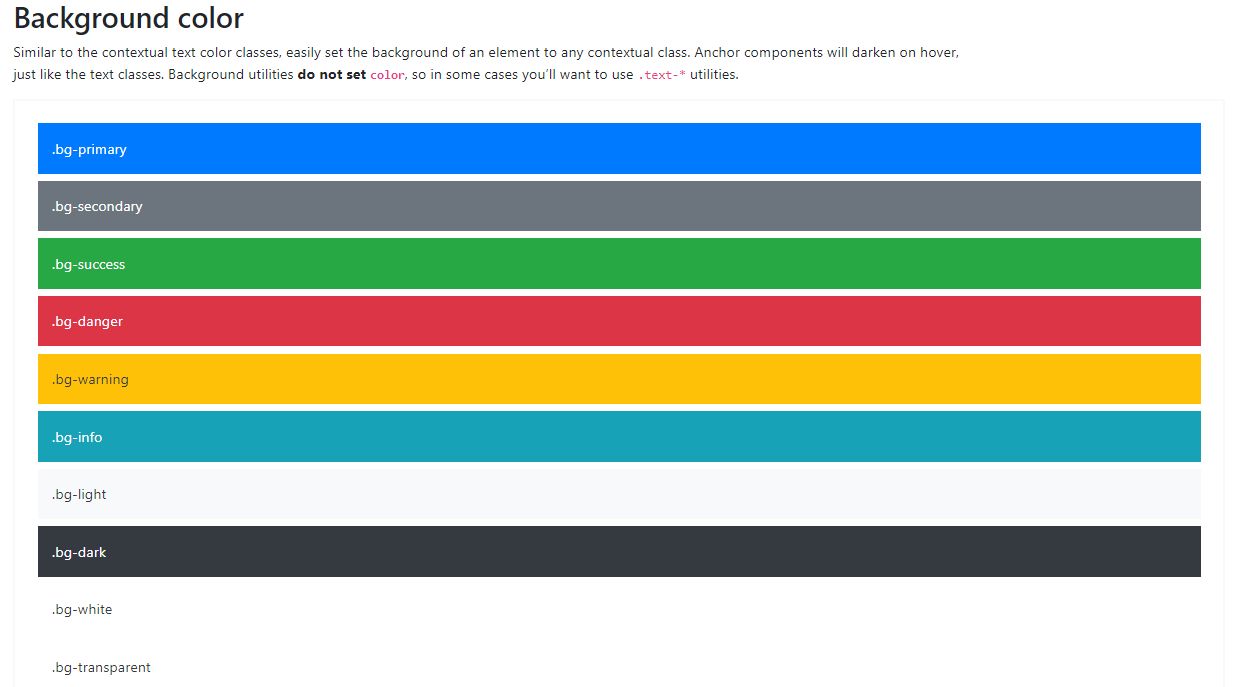 Background color
Similar to the contextual text color classes, easily set the background of an element to any contextual class. Anchor components will darken on hover,
just like the text classes. Background utilities do not set color, so in some cases you’ll want to use .text-* utilities.
.bg-primary
.bg-secondary
.bg-success
.bg-danger
.bg-warning
.bg-info
.bg-light
.bg-dark
.bg-white
.bg-transparent